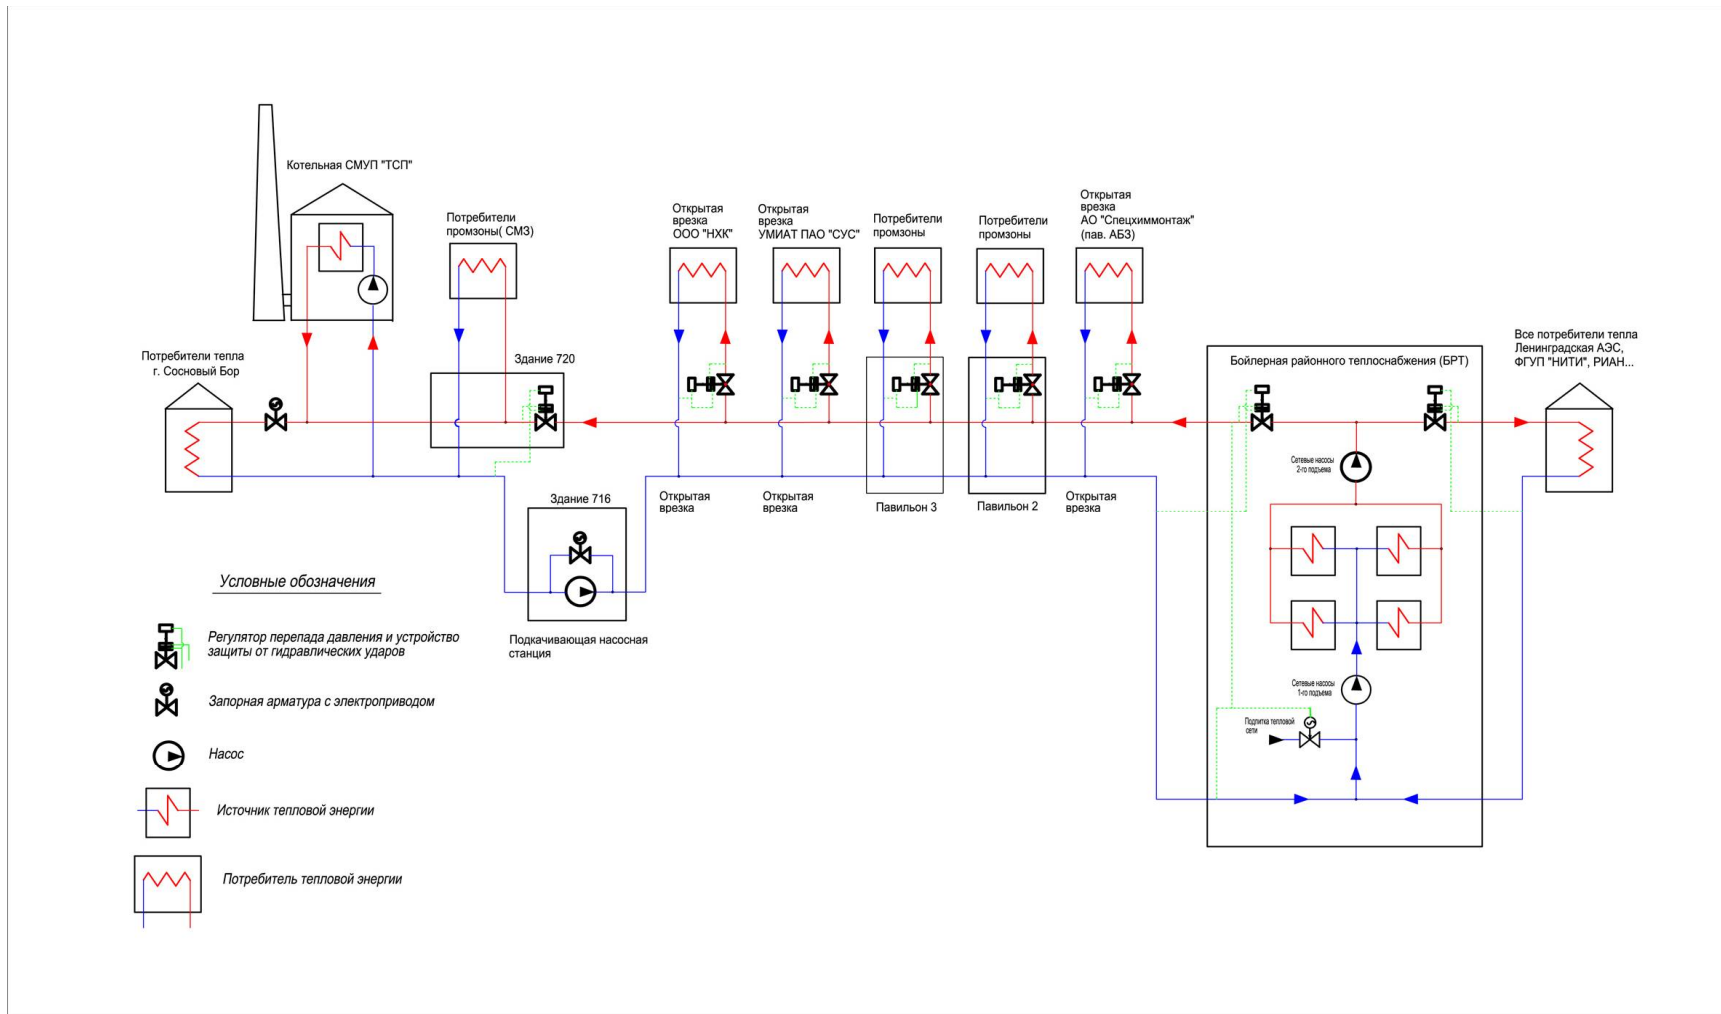 Котельная СМУП "ТСП"
Потребители
промзоны( СМЗ)
Открытая
врезка
ООО "НХК"
Открытая
врезка
УМИАТ ПАО "СУС"
Потребители
промзоны
Потребители
промзоны
Открытая
врезка
АО "Спецхиммонтаж"
(пав. АБЗ)
Потребители тепла
г. Сосновый Бор
Здание 720
Бойлерная районного теплоснабжения (БРТ)
Все потребители тепла
Ленинградская АЭС,
ФГУП "НИТИ", РИАН...
Сетевые насосы
2-го подъема
Здание 716
Открытая
врезка
Открытая
врезка
Павильон 3
Павильон 2
Открытая
врезка
Подкачивающая насосная
станция
Сетевые насосы
1-го подъема
Подпитка тепловой
сети
Условные обозначения
Регулятор перепада давления и устройство
защиты от гидравлических ударов
Запорная арматура с электроприводом
Насос
Источник тепловой энергии
Потребитель тепловой энергии